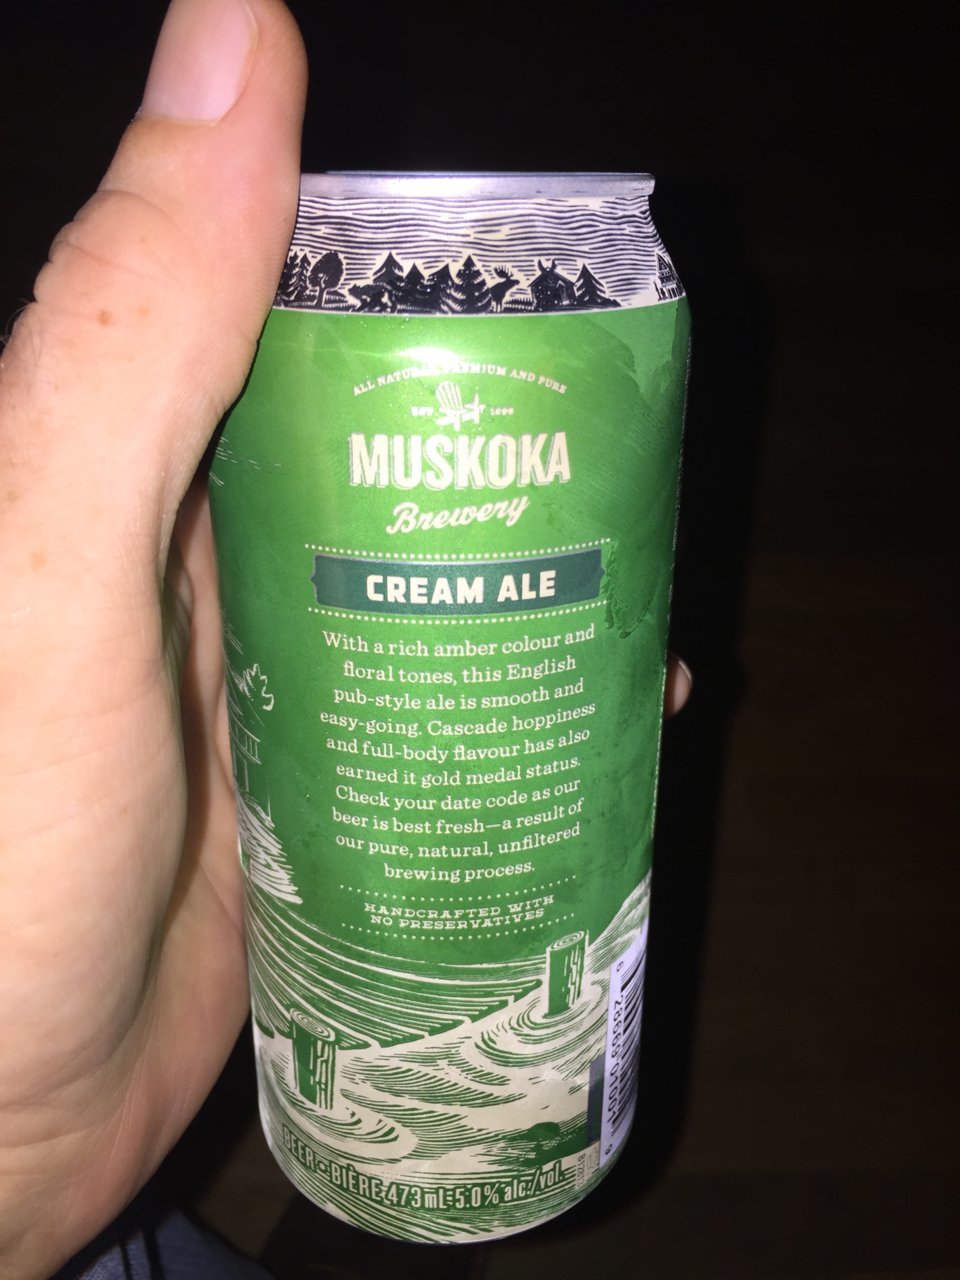 ALL NATURAL PREMIUM AND PURE
EST 1996
MUSKOKA
Brewery
CREAM ALE
With a rich amber colour and
floral tones, this English
pub-style ale is smooth and
easy-going. Cascade hoppiness
and full-body flavour has also
earned it gold medal status.
Check your date code as our
beer is best fresh—a result of
our pure, natural, unfiltered
brewing process.
HANDCRAFTED WITH
NO PRESERVATIVES
BEER-BIÈRE 473mL 5.0% alc./vol.